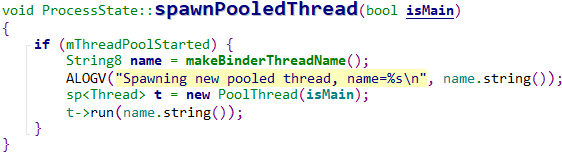 void ProcessState::spawnPooledThread(bool isMain)
{
    if (mThreadPoolStarted) {
        String8 name = makeBinderThreadName();
        ALOGV("Spawning new pooled thread, name=%s\n", name.string());
        sp<Thread> t = new PoolThread(isMain);
        t->run(name.string());
    }
}